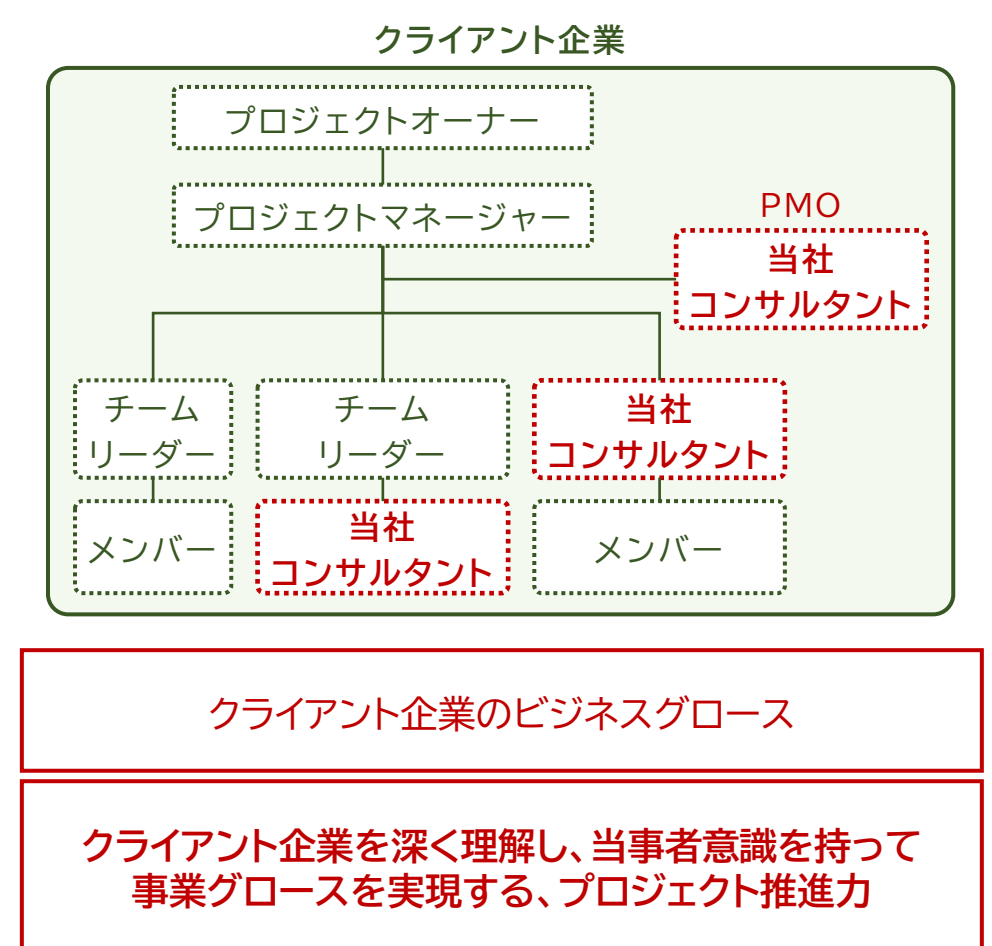 クライアント企業
プロジェクトオーナー
プロジェクトマネージャー
PMO
当社
コンサルタント
チーム
リーダー
チーム
リーダー
当社
コンサルタント
メンバー
当社
コンサルタント
メンバー
クライアント企業のビジネスグロース
クライアント企業を深く理解し、当事者意識を持って
事業グロースを実現する、プロジェクト推進力